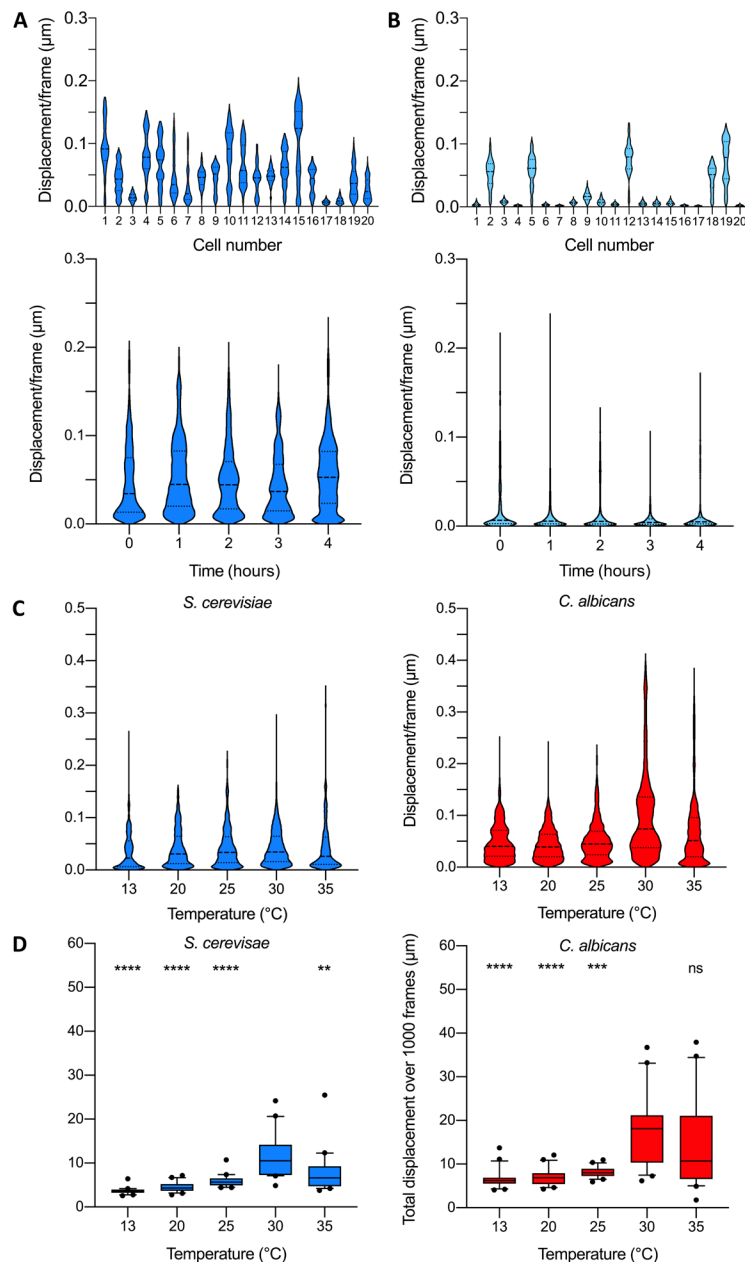 A
B
0.3
0.2
0.1
0.0
Displacement/frame (μm)
1 2 3 4 5 6 7 8 9 10 11 12 13 14 15 16 17 18 19 20
Cell number
0.3
0.2
0.1
0.0
Displacement/frame (μm)
1 2 3 4 5 6 7 8 9 10 11 12 13 14 15 16 17 18 19 20
Cell number
0.3
0.2
0.1
0.0
Displacement/frame (μm)
0 1 2 3 4
Time (hours)
0.3
0.2
0.1
0.0
Displacement/frame (μm)
0 1 2 3 4
Time (hours)
C
S. cerevisiae
0.5
0.4
0.3
0.2
0.1
0.0
13 20 25 30 35
Temperature (°C)
C. albicans
0.5
0.4
0.3
0.2
0.1
0.0
Displacement/frame (μm)
13 20 25 30 35
Temperature (°C)
D
S. cerevisae
60
50
40
30
20
10
0
**** **** **** **
13 20 25 30 35
Temperature (°C)
C. albicans
60
50
40
30
20
10
0
Total displacement over 1000 frames (μm)
**** **** *** ns
13 20 25 30 35
Temperature (°C)